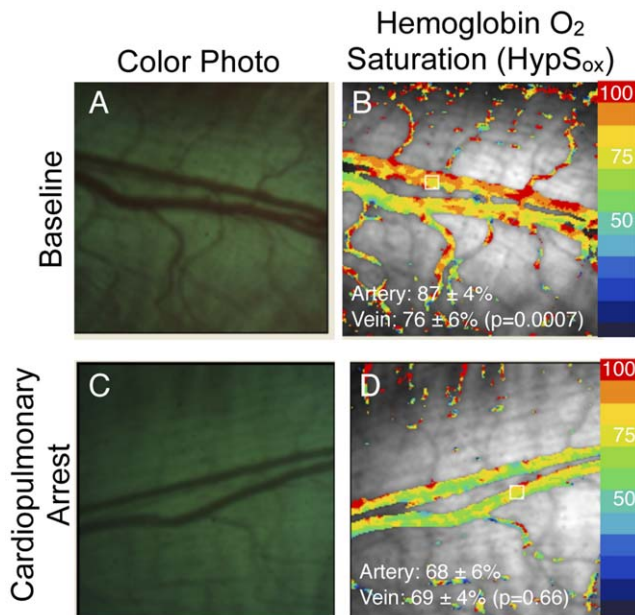 Color Photo
Hemoglobin O₂
Saturation (HypSox)
Baseline
A
B
100
75
50
Artery: 87 ± 4%
Vein: 76 ± 6% (p=0.0007)
Cardiopulmonary
Arrest
C
D
100
75
50
Artery: 68 ± 6%
Vein: 69 ± 4% (p=0.66)